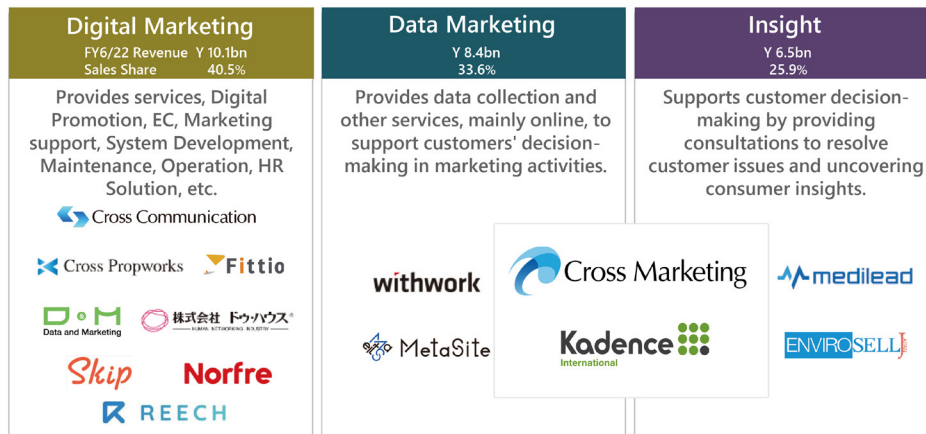 Digital Marketing
FY6/22 Revenue Y 10.1bn
Sales Share 40.5%
Provides services, Digital
Promotion, EC, Marketing
support, System Development,
Maintenance, Operation, HR
Solution, etc.
Cross Communication
Cross Propworks
Fittio
D&M
Data and Marketing
株式会社 ドゥ・ハウス®
HUMAN NETWORKING INDUSTRY
Skip
Norfre
REECH
Data Marketing
Y 8.4bn
33.6%
Provides data collection and
other services, mainly online, to
support customers' decision-
making in marketing activities.
withwork
MetaSite
Cross Marketing
Kadence
International
Insight
Y 6.5bn
25.9%
Supports customer decision-
making by providing
consultations to resolve
customer issues and uncovering
consumer insights.
medilead
ENVIROSELL